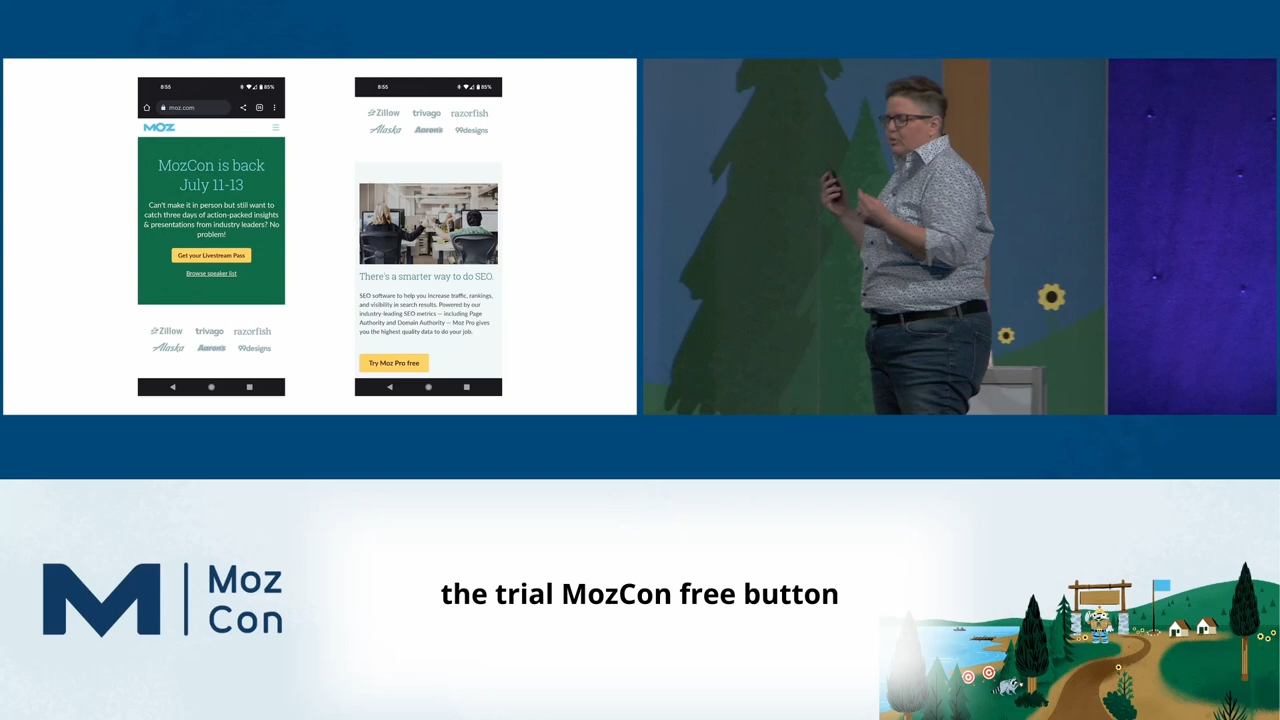 8:55
85%
moz.com
MOZ
MozCon is back
July 11-13
Can't make it in person but still want to
catch three days of action-packed insights
& presentations from industry leaders? No
problem!
Get your Livestream Pass
Browse speaker list
Zillow trivago razorfish
Alaska Aaron's 99designs
8:55
85%
Zillow trivago razorfish
Alaska Aaron's 99designs
There's a smarter way to do SEO.
SEO software to help you increase traffic, rankings,
and visibility in search results. Powered by our
industry-leading SEO metrics — including Page
Authority and Domain Authority — Moz Pro gives
you the highest quality data to do your job.
Try Moz Pro free
M Moz
Con
the trial MozCon free button